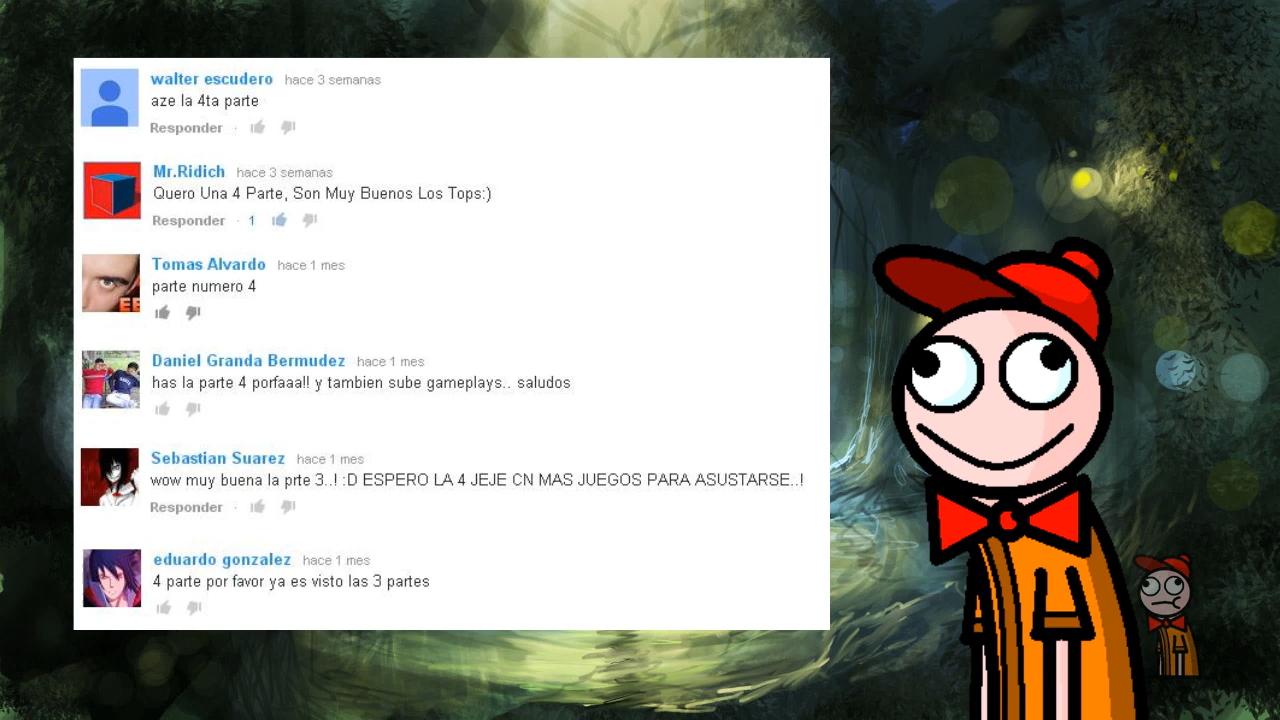 walter escudero hace 3 semanas
aze la 4ta parte
Responder ·
Mr.Ridich hace 3 semanas
Quero Una 4 Parte, Son Muy Buenos Los Tops:)
Responder · 1
Tomas Alvardo hace 1 mes
parte numero 4
EE
Daniel Granda Bermudez hace 1 mes
has la parte 4 porfaaa!! y tambien sube gameplays.. saludos
Sebastian Suarez hace 1 mes
wow muy buena la prte 3..! :D ESPERO LA 4 JEJE CN MAS JUEGOS PARA ASUSTARSE..!
Responder ·
eduardo gonzalez hace 1 mes
4 parte por favor ya es visto las 3 partes